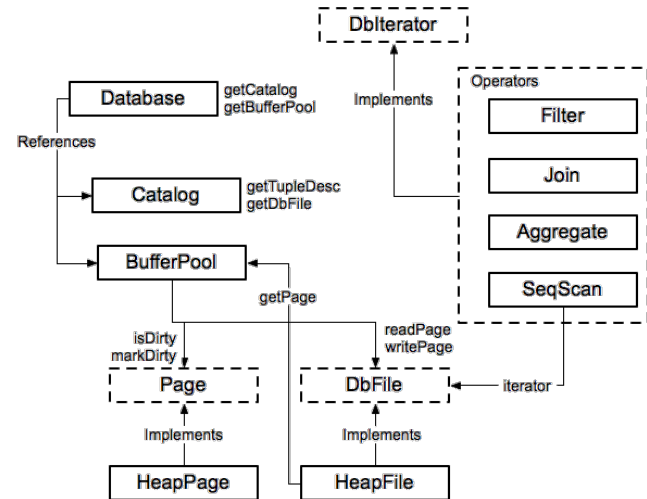 DbIterator
Operators
Database
getCatalog
getBufferPool
Implements
Filter
References
Join
Catalog
getTupleDesc
getDbFile
Aggregate
BufferPool
SeqScan
getPage
isDirty
markDirty
readPage
writePage
Page
DbFile
iterator
Implements
Implements
HeapPage
HeapFile